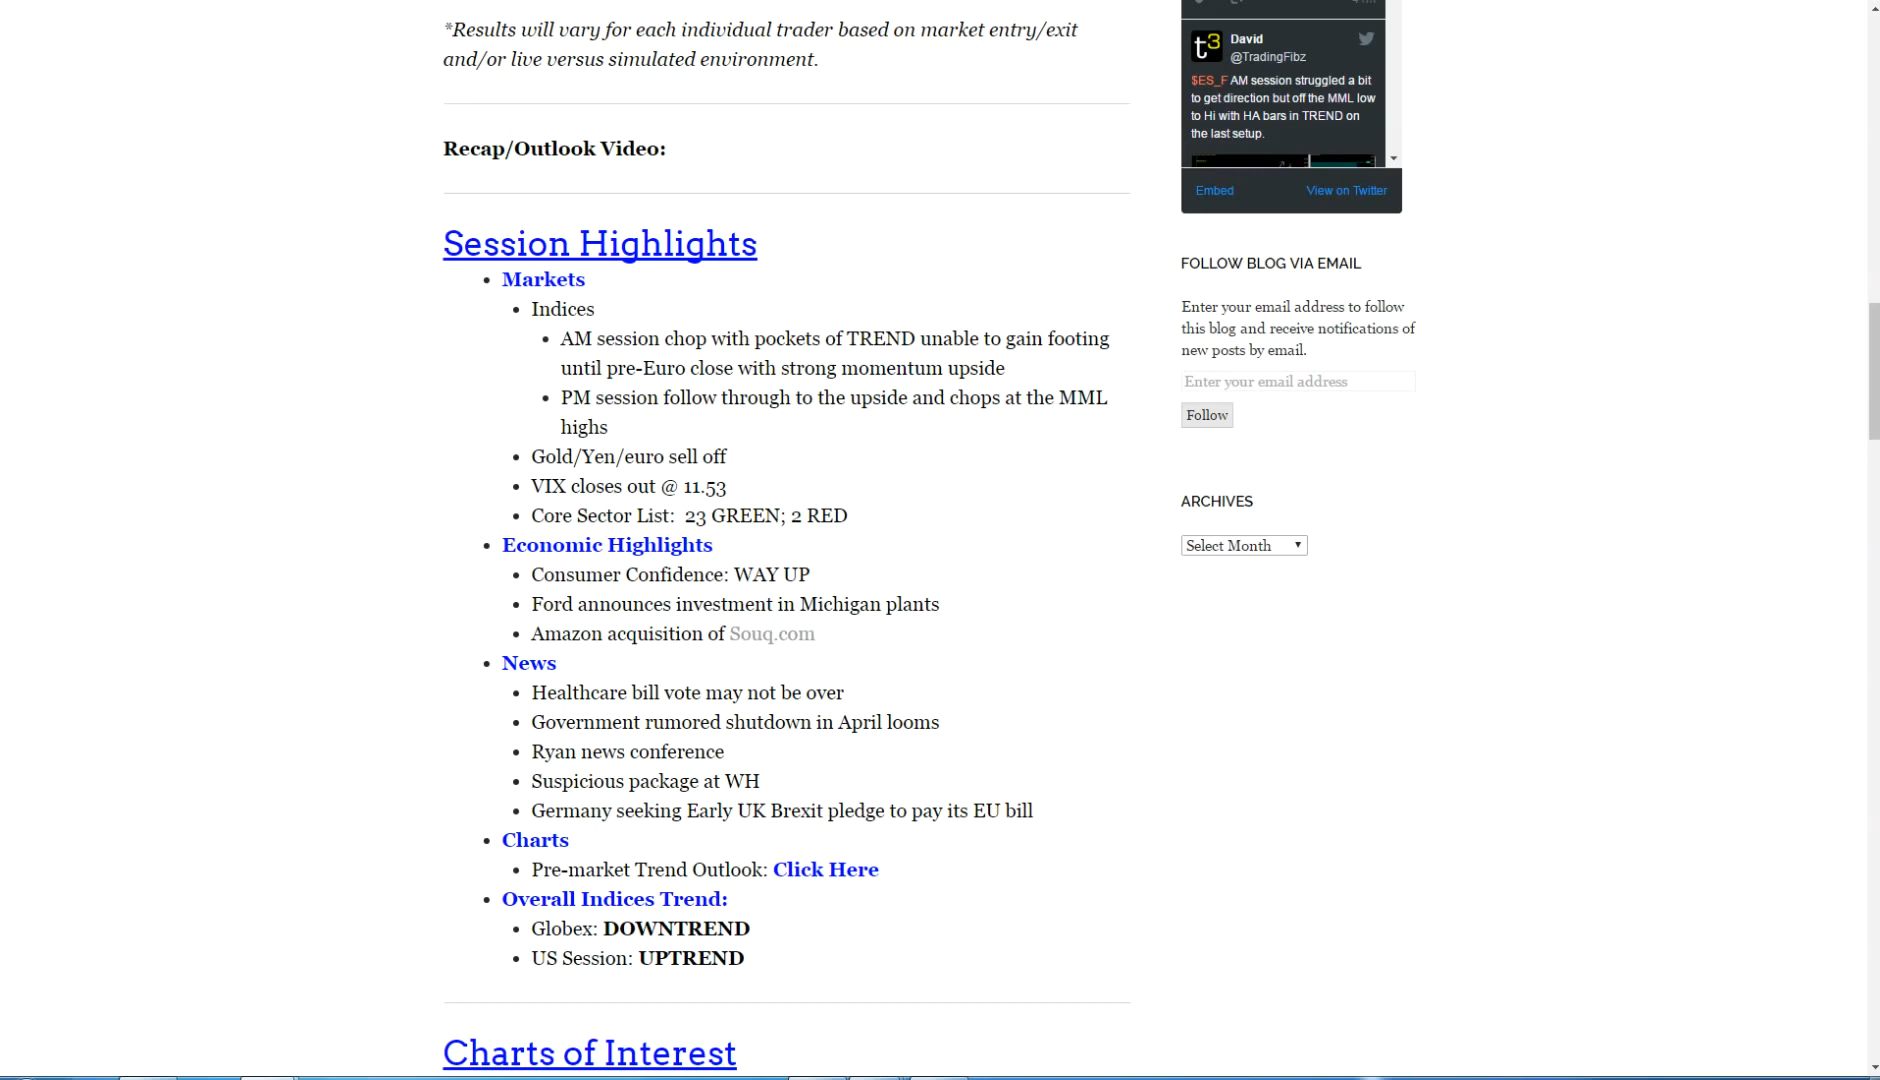 *Results will vary for each individual trader based on market entry/exit
and/or live versus simulated environment.
Recap/Outlook Video:
Session Highlights
Markets
Indices
AM session chop with pockets of TREND unable to gain footing
until pre-Euro close with strong momentum upside
PM session follow through to the upside and chops at the MML
highs
Gold/Yen/euro sell off
VIX closes out @ 11.53
Core Sector List:  23 GREEN; 2 RED
Economic Highlights
Consumer Confidence: WAY UP
Ford announces investment in Michigan plants
Amazon acquisition of Souq.com
News
Healthcare bill vote may not be over
Government rumored shutdown in April looms
Ryan news conference
Suspicious package at WH
Germany seeking Early UK Brexit pledge to pay its EU bill
Charts
Pre-market Trend Outlook: Click Here
Overall Indices Trend:
Globex: DOWNTREND
US Session: UPTREND
Charts of Interest
t3
David
@TradingFibz
$ES_F AM session struggled a bit
to get direction but off the MML low
to Hi with HA bars in TREND on
the last setup.
Embed
View on Twitter
FOLLOW BLOG VIA EMAIL
Enter your email address to follow
this blog and receive notifications of
new posts by email.
Enter your email address
Follow
ARCHIVES
Select Month